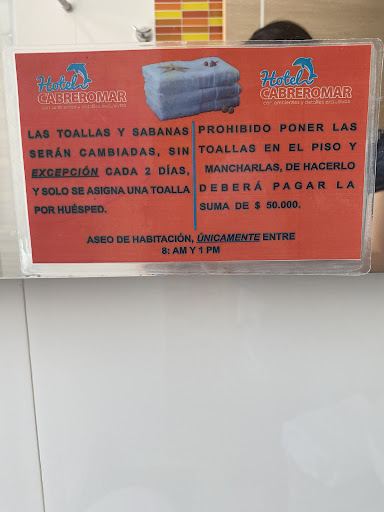 Hotel
CABREROMAR
Hotel
CABREROMAR
LAS TOALLAS Y SABANAS
SERÁN CAMBIADAS, SIN
EXCEPCIÓN CADA 2 DÍAS,
Y SOLO SE ASIGNA UNA TOALLA
POR HUÉSPED.
PROHIBIDO PONER LAS
TOALLAS EN EL PISO Y
MANCHARLAS, DE HACERLO
DEBERÁ PAGAR LA
SUMA DE $ 50.000.
ASEO DE HABITACIÓN, ÚNICAMENTE ENTRE
8: AM Y 1 PM